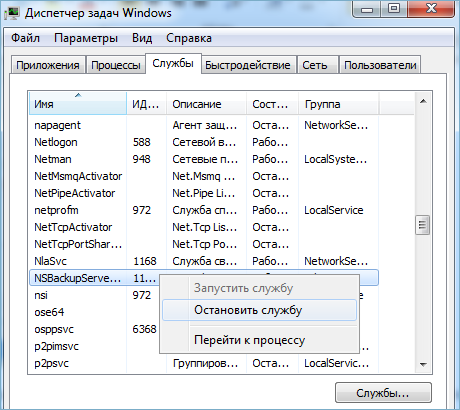 Диспетчер задач Windows
Файл Параметры Вид Справка
Приложения Процессы Службы Быстродействие Сеть Пользователи
Имя ИД... Описание Сост... Группа
napagent Агент защ... Оста... NetworkSe...
Netlogon 588 Сетевой в... Рабо...
Netman 948 Сетевые п... Рабо... LocalSyste...
NetMsmqActivator Net.Msmq ... Оста...
NetPipeActivator Net.Pipe Li... Оста...
netprofm 972 Служба сп... Рабо... LocalService
NetTcpActivator Net.Tcp Lis... Оста...
NetTcpPortShar... Net.Tcp Po... Оста...
NlaSvc 1168 Служба св... Рабо... NetworkSe...
NSBackupServe... 11...
Запустить службу
nsi 972
Остановить службу
ose64
osppsvc 6368
Перейти к процессу
p2pimsvc
p2psvc Группиров... Оста... LocalServic...
Службы...